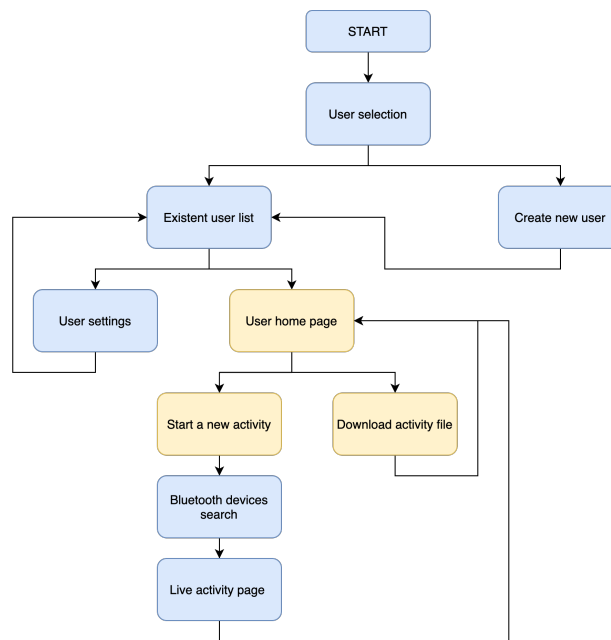 START
User selection
Existent user list
Create new user
User settings
User home page
Start a new activity
Download activity file
Bluetooth devices
search
Live activity page